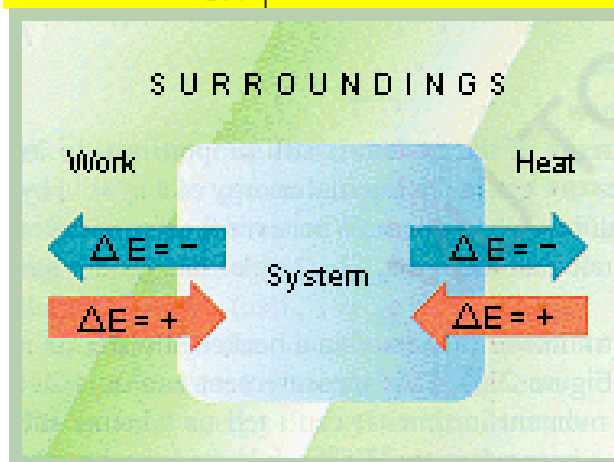 SURROUNDINGS
Work Heat
ΔE = − ΔE = −
System
ΔE = + ΔE = +